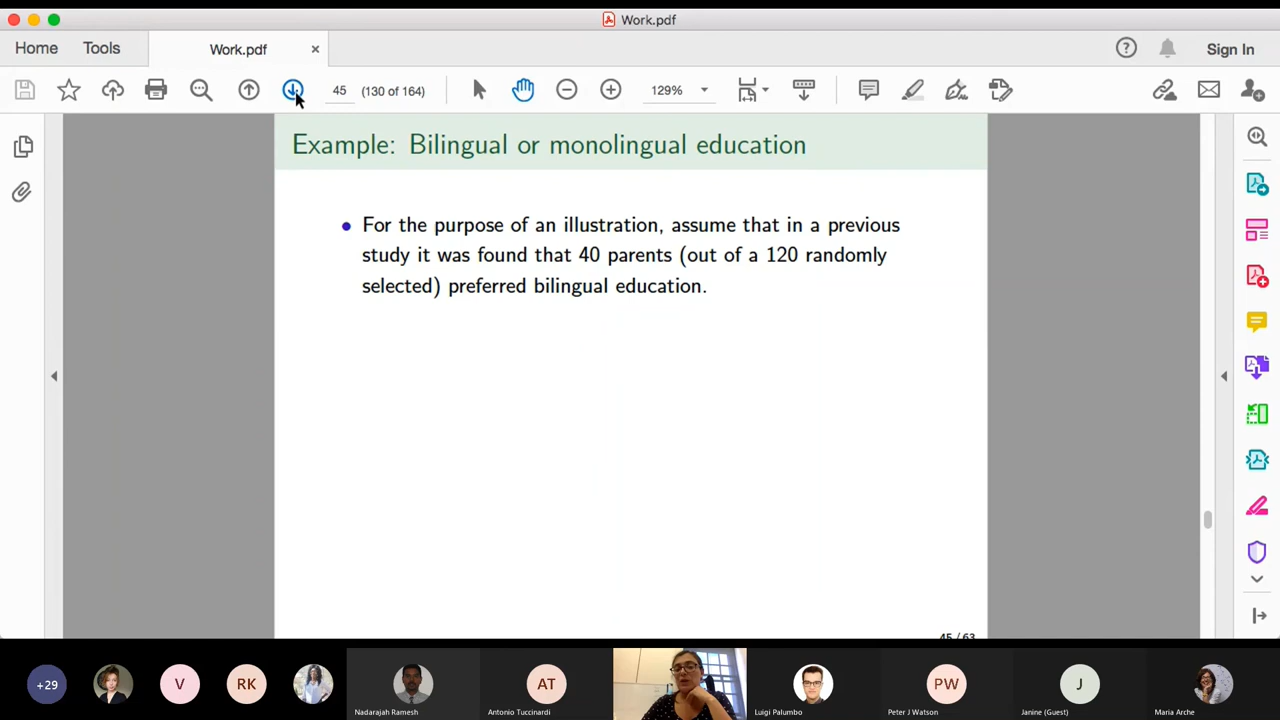 Work.pdf
Home
Tools
Work.pdf
×
Sign In
45
(130 of 164)
129%
Example: Bilingual or monolingual education
• For the purpose of an illustration, assume that in a previous
study it was found that 40 parents (out of a 120 randomly
selected) preferred bilingual education.
45 / 63
+29
V
RK
Nadarajah Ramesh
AT
Antonio Tuccinardi
Luigi Palumbo
PW
Peter J Watson
J
Janine (Guest)
Maria Arche